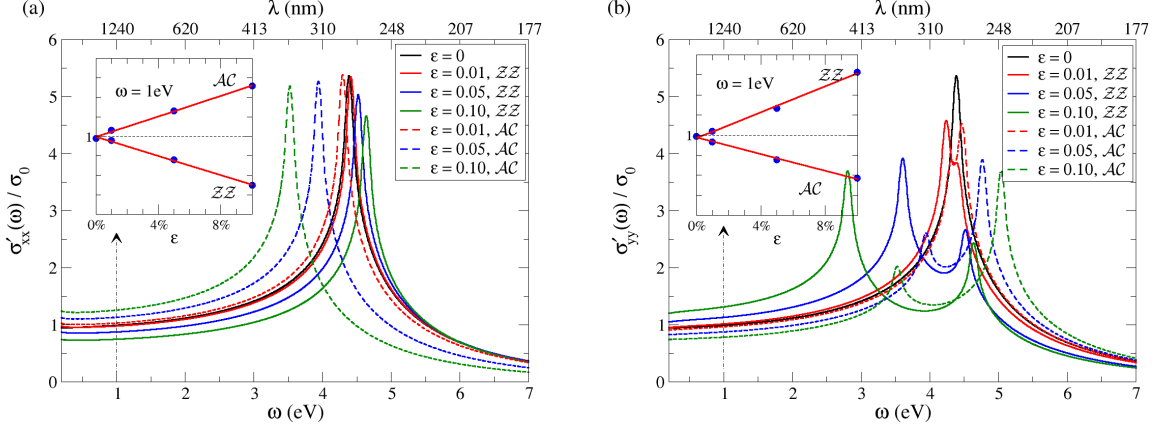 (a)
λ (nm)
1240 620 413 310 248 207 177
6
5
4
3
2
1
0
σ′xx(ω) / σ0
ε = 0
ε = 0.01, ZZ
ε = 0.05, ZZ
ε = 0.10, ZZ
ε = 0.01, AC
ε = 0.05, AC
ε = 0.10, AC
ω = 1eV
AC
1
ZZ
0% 4% 8%
ε
1 2 3 4 5 6 7
ω (eV)
(b)
λ (nm)
1240 620 413 310 248 207 177
6
5
4
3
2
1
0
σ′yy(ω) / σ0
ε = 0
ε = 0.01, ZZ
ε = 0.05, ZZ
ε = 0.10, ZZ
ε = 0.01, AC
ε = 0.05, AC
ε = 0.10, AC
ω = 1eV
ZZ
1
AC
0% 4% 8%
ε
1 2 3 4 5 6 7
ω (eV)